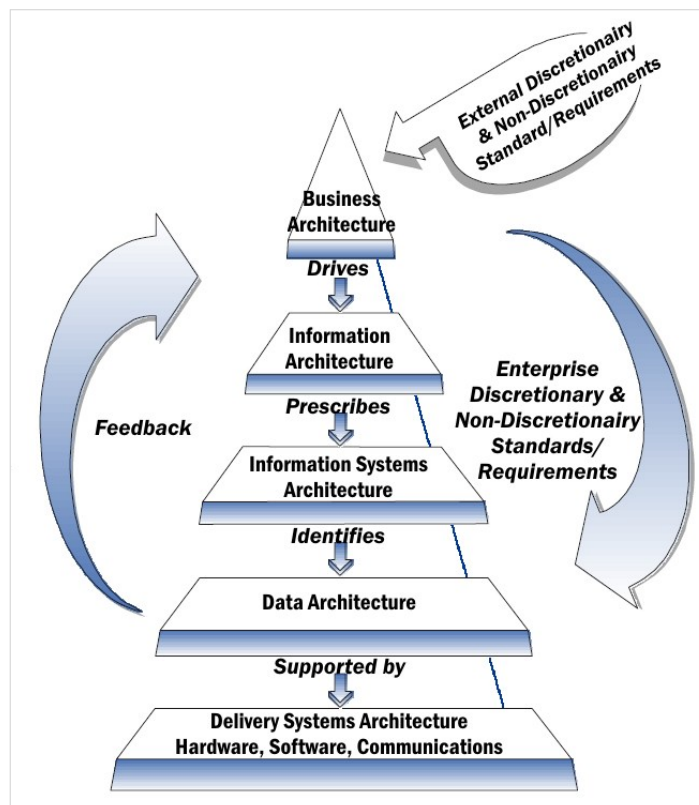 External Discretionairy
& Non-Discretionairy
Standard/Requirements
Business
Architecture
Drives
Information
Architecture
Prescribes
Feedback
Enterprise
Discretionary &
Non-Discretionairy
Standards/
Requirements
Information Systems
Architecture
Identifies
Data Architecture
Supported by
Delivery Systems Architecture
Hardware, Software, Communications